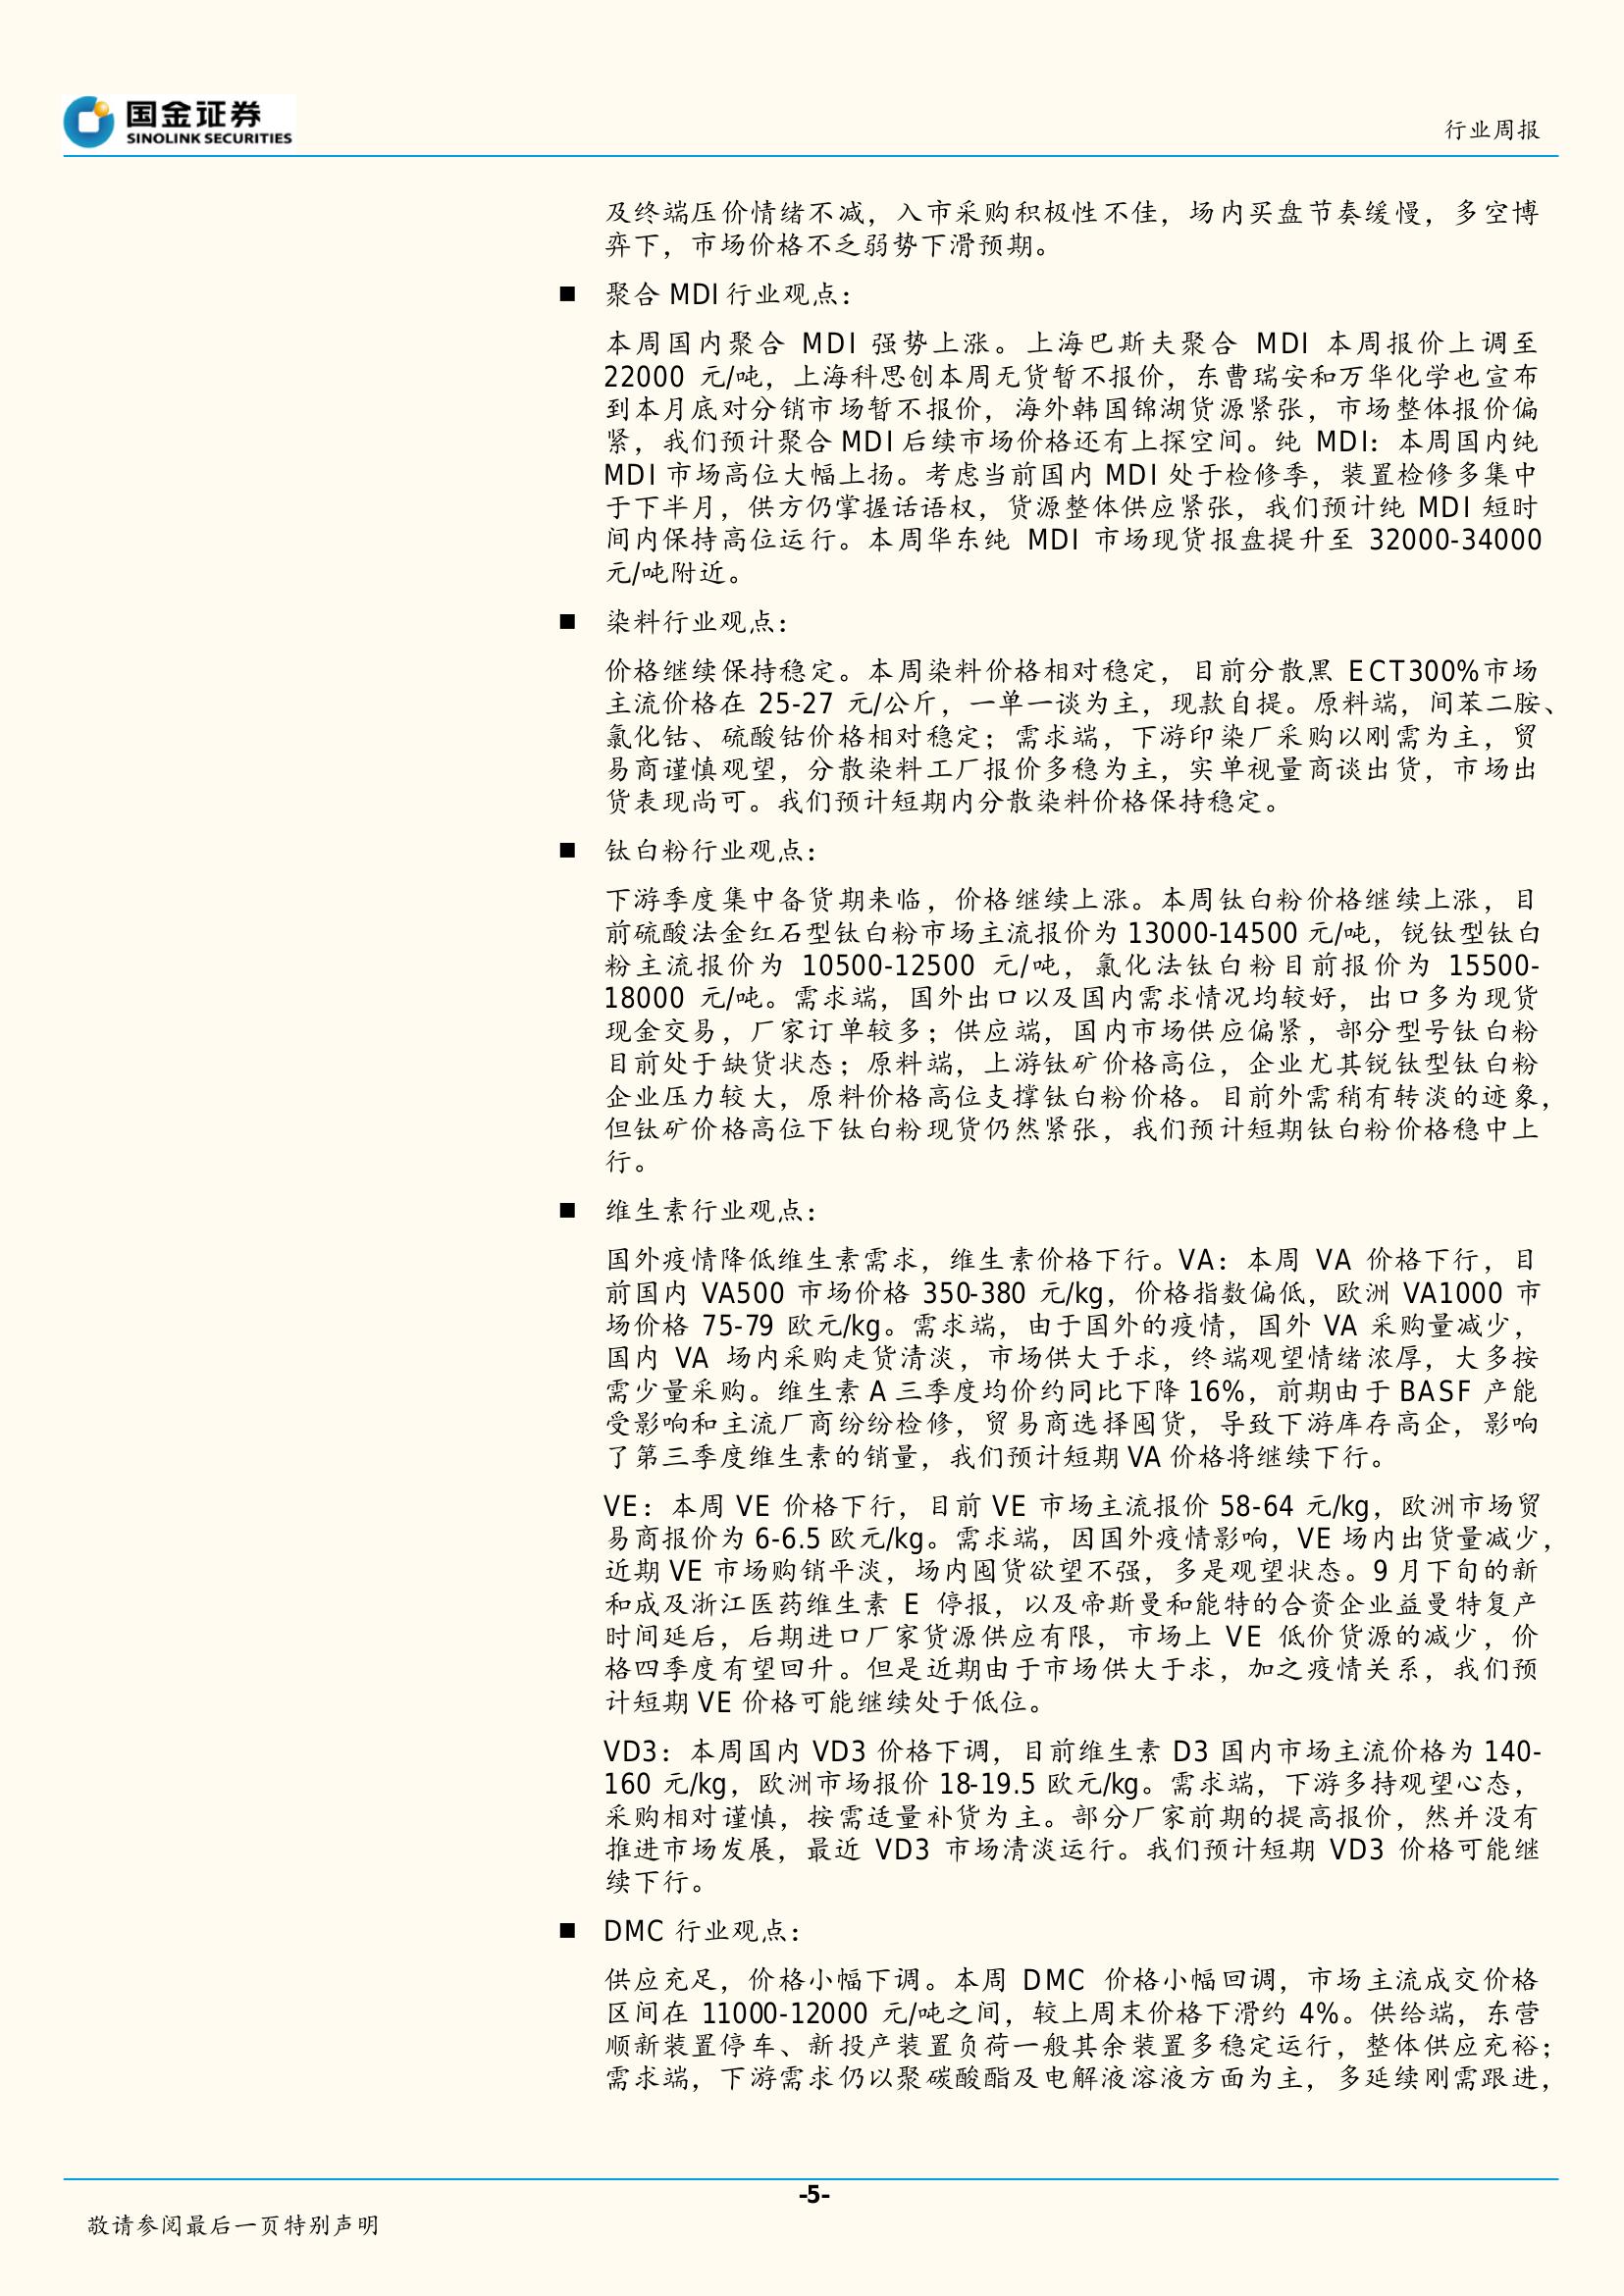 国金证券
SINOLINK SECURITIES
行业周报
及终端压价情绪不减，入市采购积极性不佳，场内买盘节奏缓慢，多空博
弈下，市场价格不乏弱势下滑预期。
■ 聚合 MDI 行业观点：
本周国内聚合 MDI 强势上涨。上海巴斯夫聚合 MDI 本周报价上调至
22000 元/吨，上海科思创本周无货暂不报价，东曹瑞安和万华化学也宣布
到本月底对分销市场暂不报价，海外韩国锦湖货源紧张，市场整体报价偏
紧，我们预计聚合 MDI 后续市场价格还有上探空间。纯 MDI：本周国内纯
MDI 市场高位大幅上扬。考虑当前国内 MDI 处于检修季，装置检修多集中
于下半月，供方仍掌握话语权，货源整体供应紧张，我们预计纯 MDI 短时
间内保持高位运行。本周华东纯 MDI 市场现货报盘提升至 32000-34000
元/吨附近。
■ 染料行业观点：
价格继续保持稳定。本周染料价格相对稳定，目前分散黑 ECT300%市场
主流价格在 25-27 元/公斤，一单一谈为主，现款自提。原料端，间苯二胺、
氯化钴、硫酸钴价格相对稳定；需求端，下游印染厂采购以刚需为主，贸
易商谨慎观望，分散染料工厂报价多稳为主，实单视量商谈出货，市场出
货表现尚可。我们预计短期内分散染料价格保持稳定。
■ 钛白粉行业观点：
下游季度集中备货期来临，价格继续上涨。本周钛白粉价格继续上涨，目
前硫酸法金红石型钛白粉市场主流报价为 13000-14500 元/吨，锐钛型钛白
粉主流报价为 10500-12500 元/吨，氯化法钛白粉目前报价为 15500-
18000 元/吨。需求端，国外出口以及国内需求情况均较好，出口多为现货
现金交易，厂家订单较多；供应端，国内市场供应偏紧，部分型号钛白粉
目前处于缺货状态；原料端，上游钛矿价格高位，企业尤其锐钛型钛白粉
企业压力较大，原料价格高位支撑钛白粉价格。目前外需稍有转淡的迹象，
但钛矿价格高位下钛白粉现货仍然紧张，我们预计短期钛白粉价格稳中上
行。
■ 维生素行业观点：
国外疫情降低维生素需求，维生素价格下行。VA：本周 VA 价格下行，目
前国内 VA500 市场价格 350-380 元/kg，价格指数偏低，欧洲 VA1000 市
场价格 75-79 欧元/kg。需求端，由于国外的疫情，国外 VA 采购量减少，
国内 VA 场内采购走货清淡，市场供大于求，终端观望情绪浓厚，大多按
需少量采购。维生素 A 三季度均价约同比下降 16%，前期由于 BASF 产能
受影响和主流厂商纷纷检修，贸易商选择囤货，导致下游库存高企，影响
了第三季度维生素的销量，我们预计短期 VA 价格将继续下行。
VE：本周 VE 价格下行，目前 VE 市场主流报价 58-64 元/kg，欧洲市场贸
易商报价为 6-6.5 欧元/kg。需求端，因国外疫情影响，VE 场内出货量减少，
近期 VE 市场购销平淡，场内囤货欲望不强，多是观望状态。9 月下旬的新
和成及浙江医药维生素 E 停报，以及帝斯曼和能特的合资企业益曼特复产
时间延后，后期进口厂家货源供应有限，市场上 VE 低价货源的减少，价
格四季度有望回升。但是近期由于市场供大于求，加之疫情关系，我们预
计短期 VE 价格可能继续处于低位。
VD3：本周国内 VD3 价格下调，目前维生素 D3 国内市场主流价格为 140-
160 元/kg，欧洲市场报价 18-19.5 欧元/kg。需求端，下游多持观望心态，
采购相对谨慎，按需适量补货为主。部分厂家前期的提高报价，然并没有
推进市场发展，最近 VD3 市场清淡运行。我们预计短期 VD3 价格可能继
续下行。
■ DMC 行业观点：
供应充足，价格小幅下调。本周 DMC 价格小幅回调，市场主流成交价格
区间在 11000-12000 元/吨之间，较上周末价格下滑约 4%。供给端，东营
顺新装置停车、新投产装置负荷一般其余装置多稳定运行，整体供应充裕；
需求端，下游需求仍以聚碳酸酯及电解液溶液方面为主，多延续刚需跟进，
-5-
敬请参阅最后一页特别声明